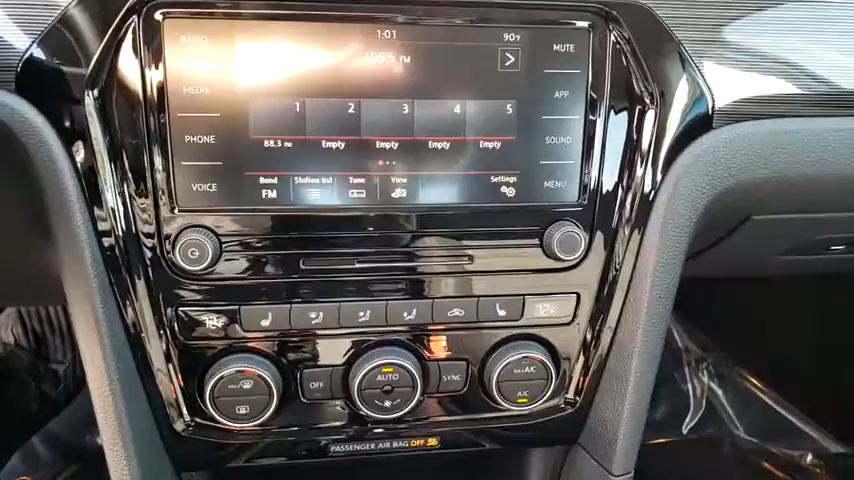 RADIO 1:01 90°F MUTE
105.5 FM
MEDIA APP
1 2 3 4 5
PHONE 88.3 FM Empty Empty Empty Empty SOUND
VOICE Band Station list Tune View Settings MENU
FM
72°F 72°F
OFF AUTO SYNC
A/C
PASSENGER AIR BAG OFF